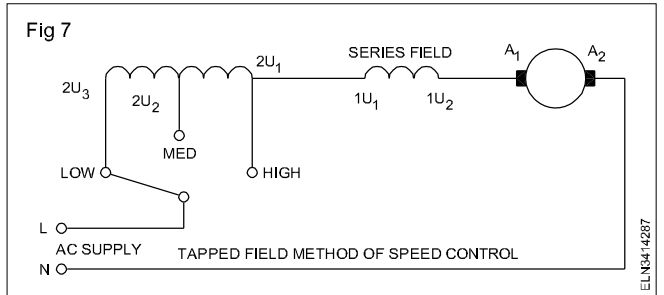 Fig 7
2U1
SERIES FIELD
A1
A2
2U3
2U2
1U1
1U2
MED
LOW
HIGH
L
AC SUPPLY
TAPPED FIELD METHOD OF SPEED CONTROL
N
ELN3414287